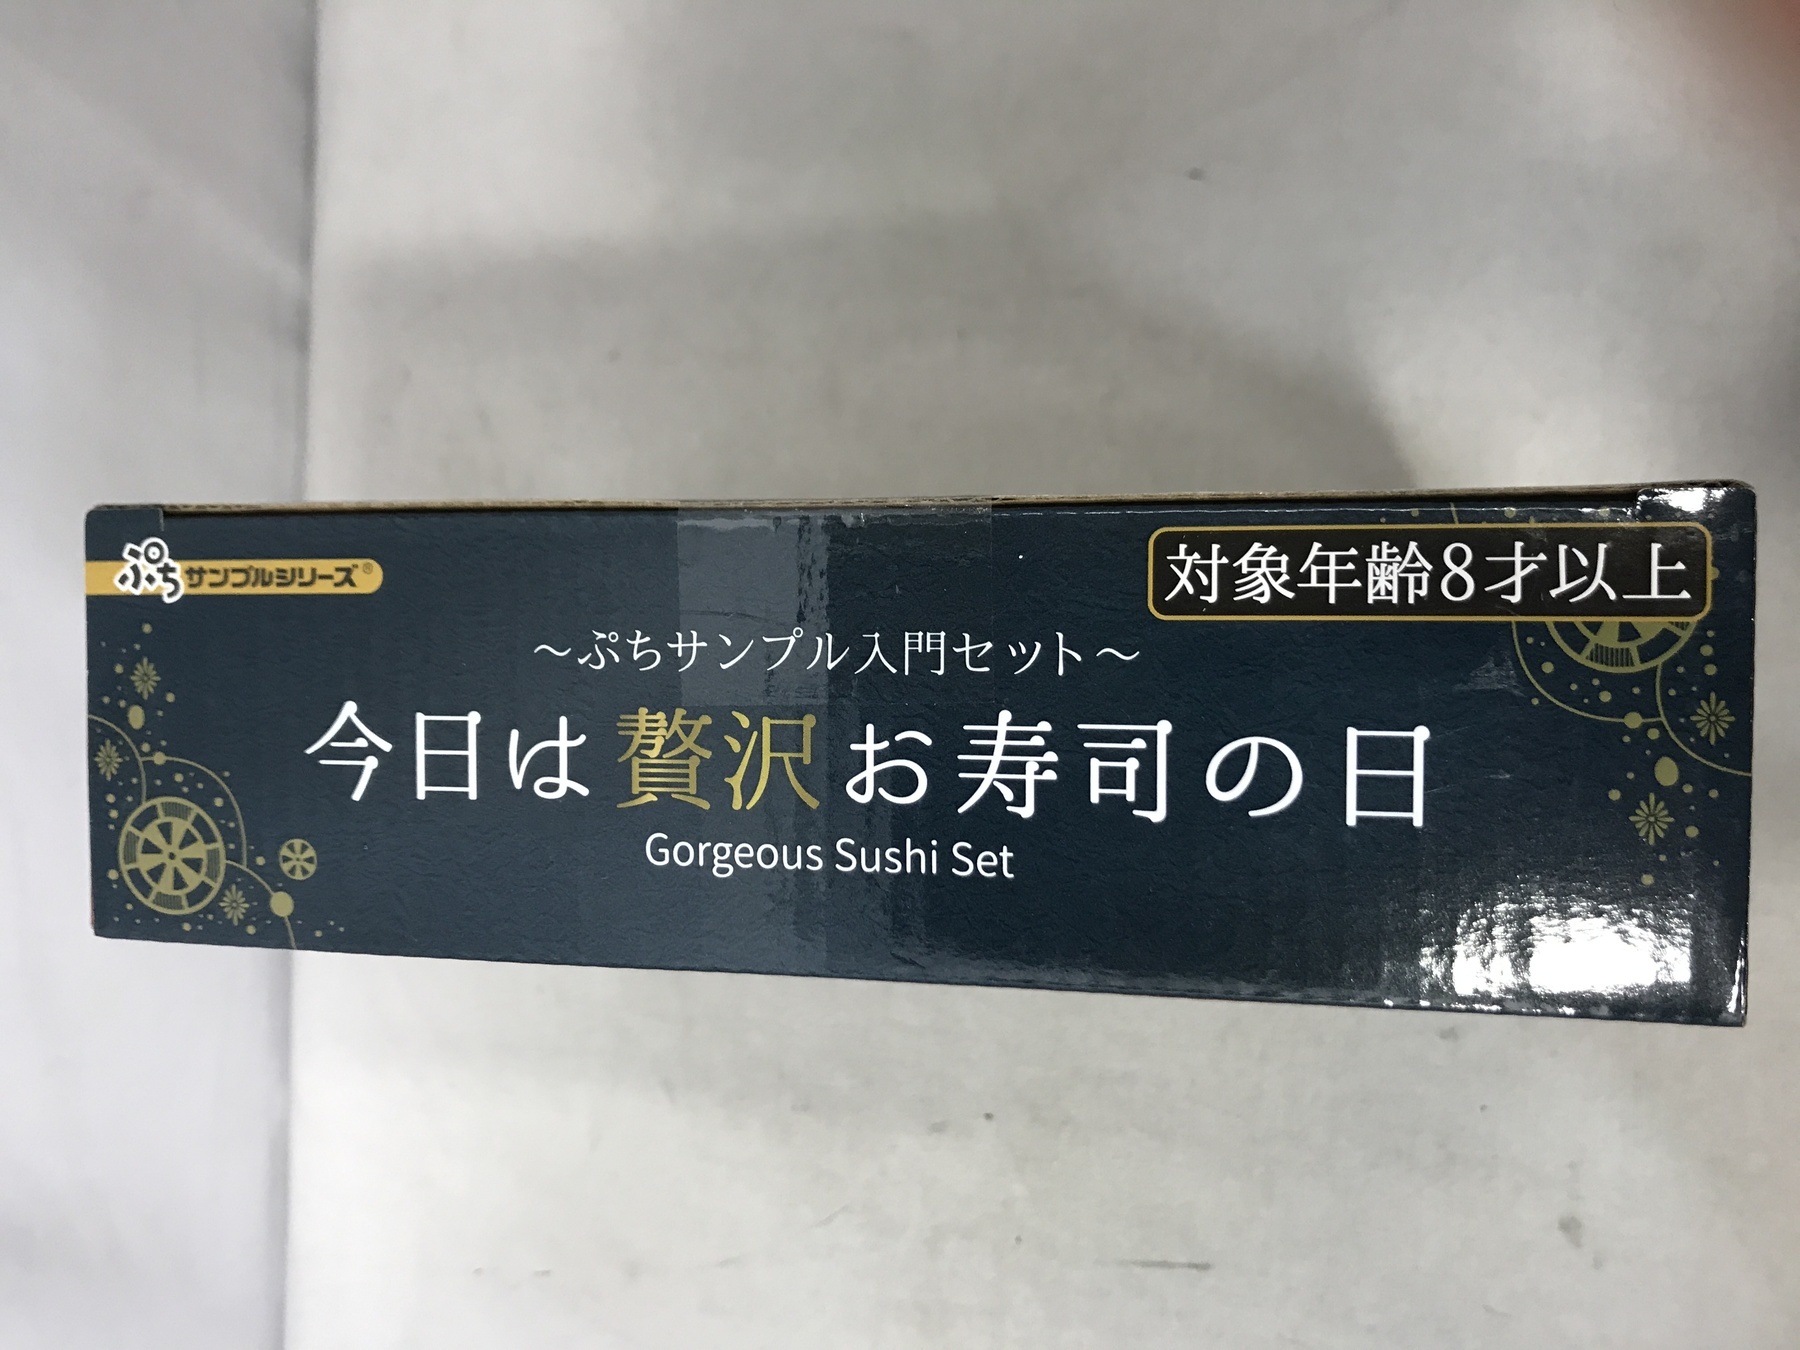 ぷちサンプルシリーズ®
対象年齢8才以上
～ぷちサンプル入門セット～
今日は贅沢お寿司の日
Gorgeous Sushi Set